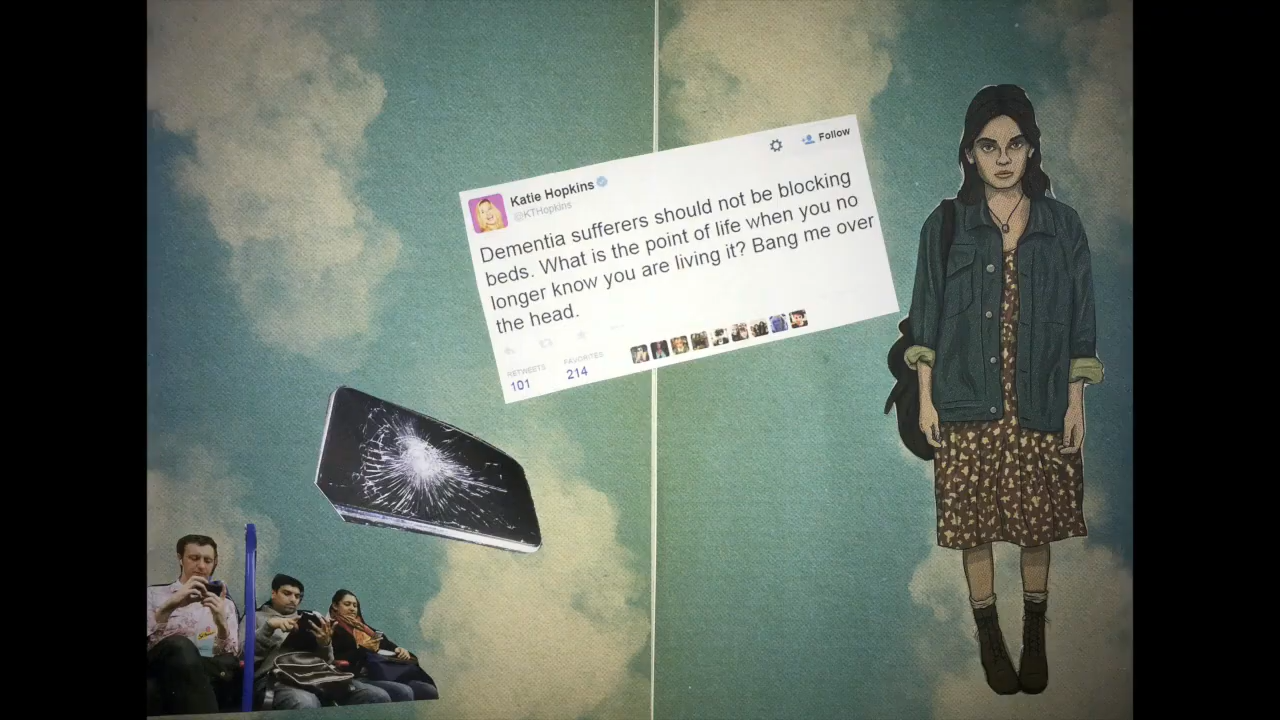 Follow
Katie Hopkins
@KTHopkins
Dementia sufferers should not be blocking
beds. What is the point of life when you no
longer know you are living it? Bang me over
the head.
RETWEETS
101
FAVORITES
214